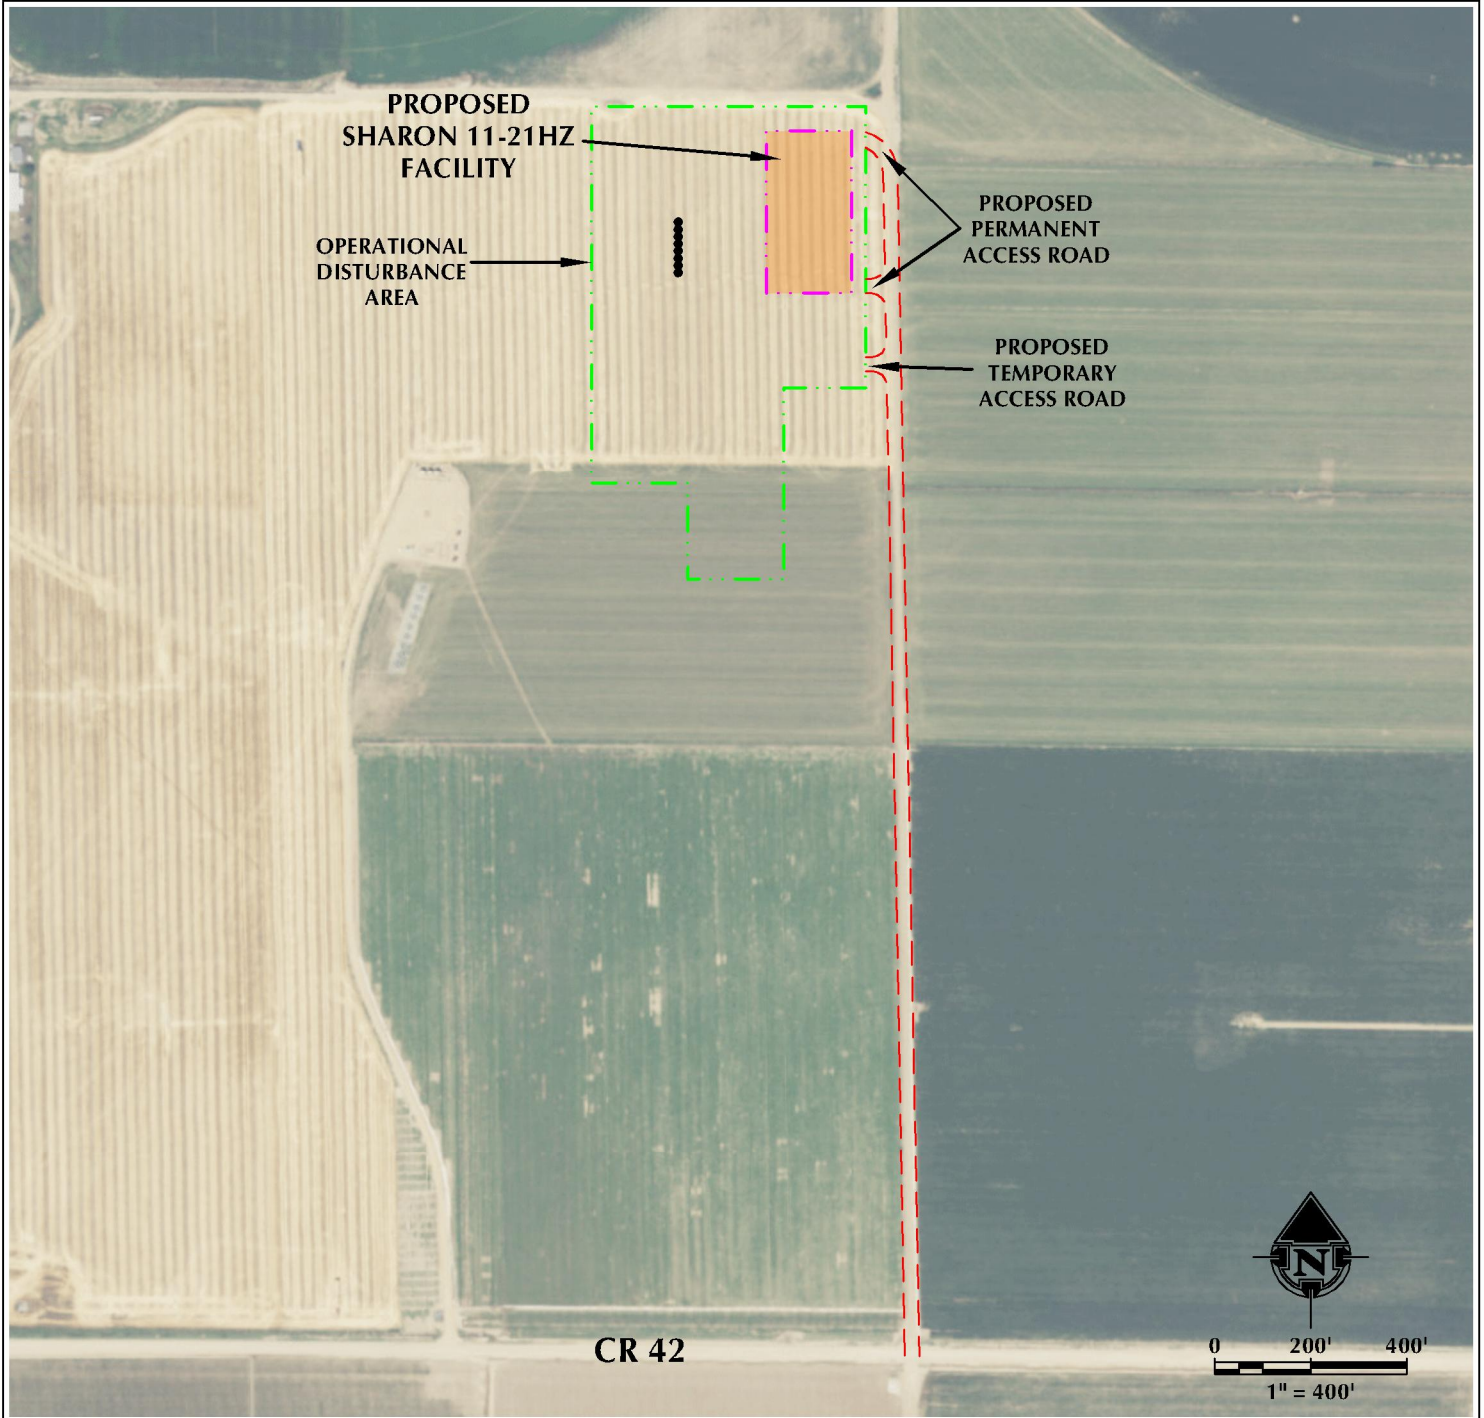 PROPOSED
SHARON 11-21HZ
FACILITY
OPERATIONAL
DISTURBANCE
AREA
PROPOSED
PERMANENT
ACCESS ROAD
PROPOSED
TEMPORARY
ACCESS ROAD
CR 42
N
0 200' 400'
1" = 400'